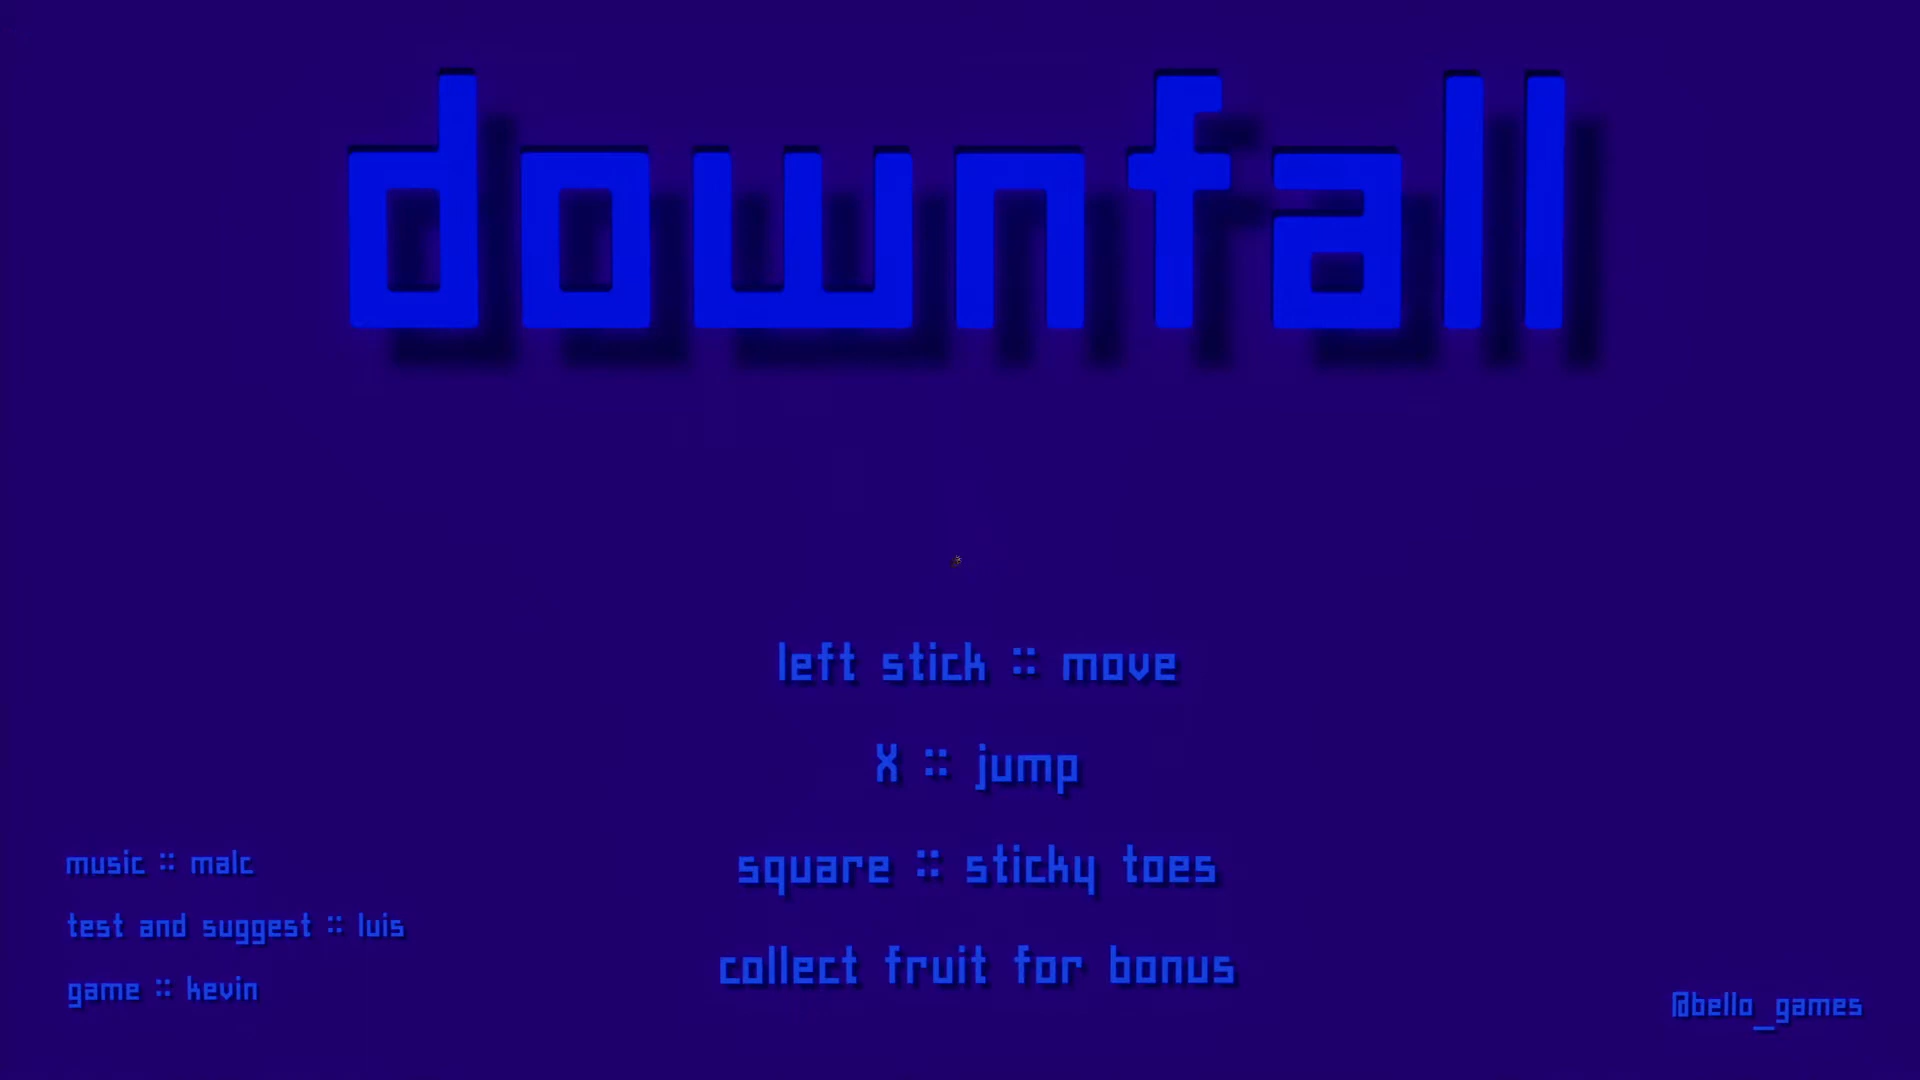 downfall
left stick :: move
X :: jump
square :: sticky toes
collect fruit for bonus
music :: malc
test and suggest :: luis
game :: kevin
@bello_games